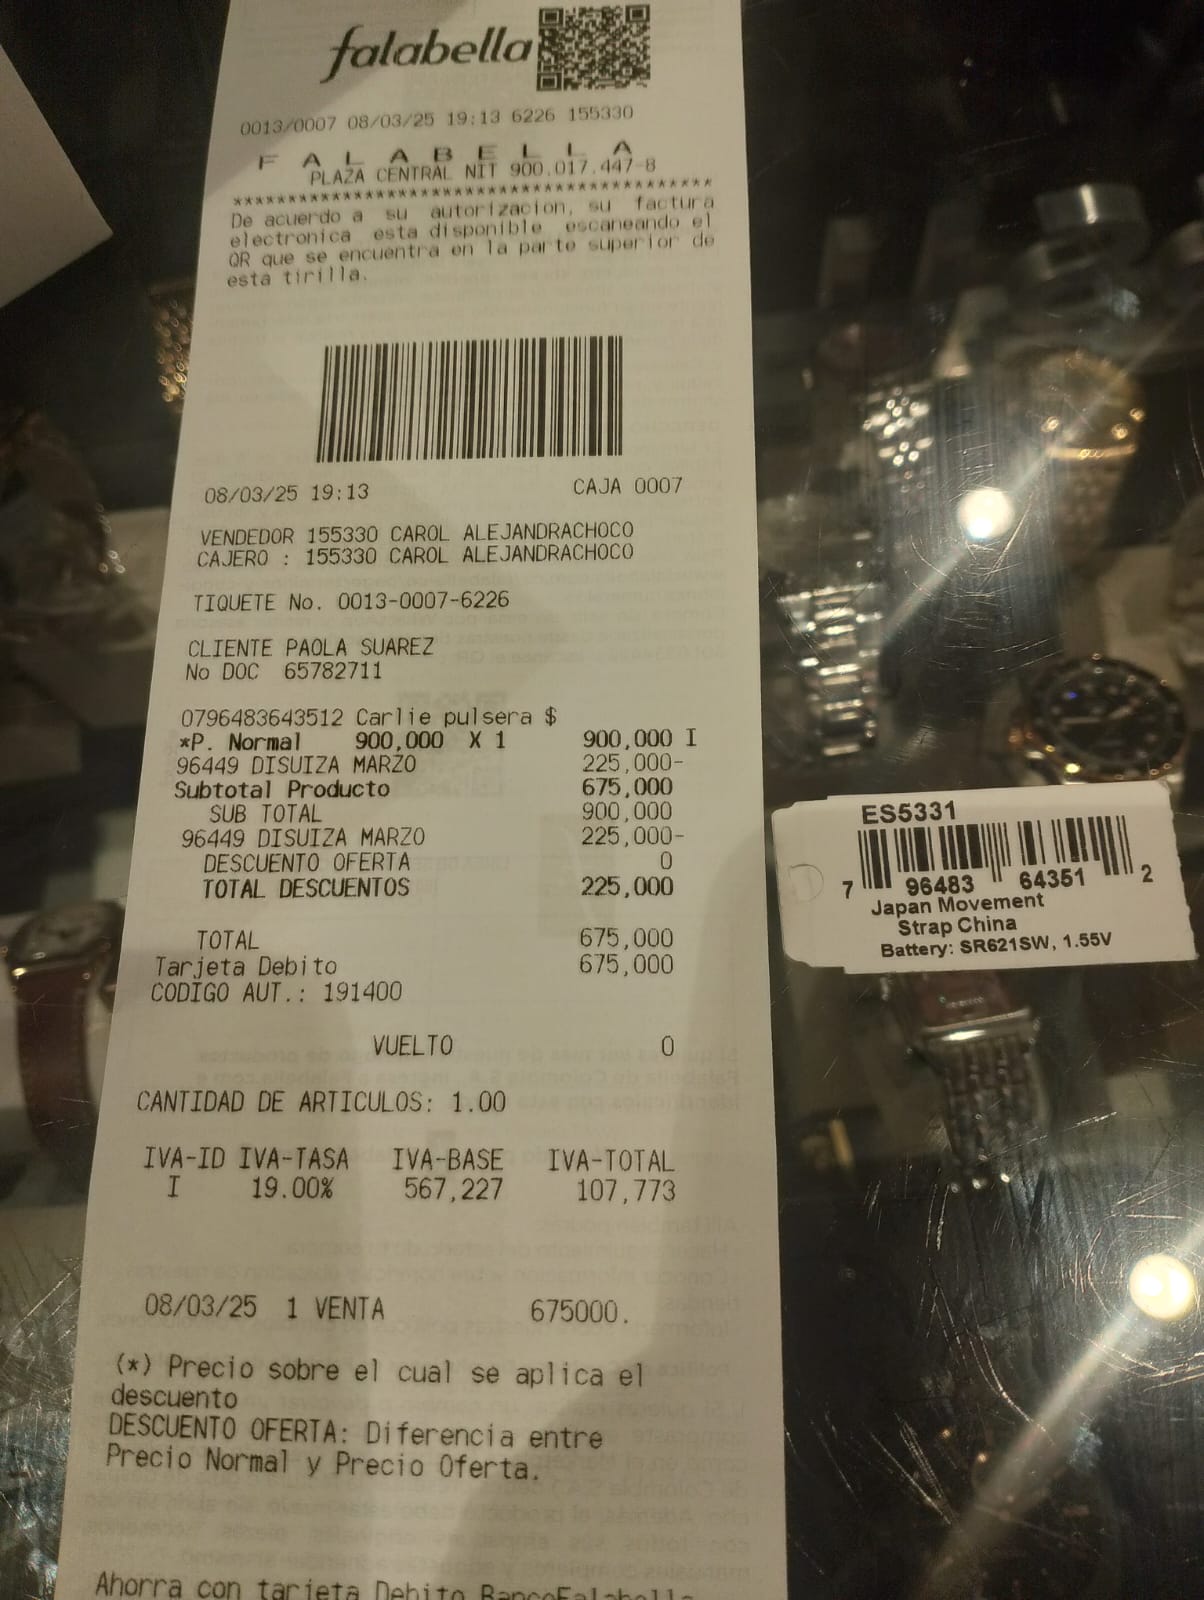 falabella
0013/0007 08/03/25 19:13 6226 155330
F A L A B E L L A
PLAZA CENTRAL NIT 900.017.447-8
****************************************
De acuerdo a su autorizacion, su factura
electronica esta disponible escaneando el
QR que se encuentra en la parte superior de
esta tirilla.
08/03/25 19:13 CAJA 0007
VENDEDOR 155330 CAROL ALEJANDRACHOCO
CAJERO : 155330 CAROL ALEJANDRACHOCO
TIQUETE No. 0013-0007-6226
CLIENTE PAOLA SUAREZ
No DOC 65782711
0796483643512 Carlie pulsera $
*P. Normal 900,000 X 1 900,000 I
96449 DISUIZA MARZO 225,000-
Subtotal Producto 675,000
SUB TOTAL 900,000
96449 DISUIZA MARZO 225,000-
DESCUENTO OFERTA 0
TOTAL DESCUENTOS 225,000
TOTAL 675,000
Tarjeta Debito 675,000
CODIGO AUT.: 191400
VUELTO 0
CANTIDAD DE ARTICULOS: 1.00
IVA-ID IVA-TASA IVA-BASE IVA-TOTAL
I 19.00% 567,227 107,773
08/03/25 1 VENTA 675000.
(*) Precio sobre el cual se aplica el
descuento
DESCUENTO OFERTA: Diferencia entre
Precio Normal y Precio Oferta.
Ahorra con tarjeta Debito BancoFalabella
ES5331
7 96483 64351 2
Japan Movement
Strap China
Battery: SR621SW, 1.55V